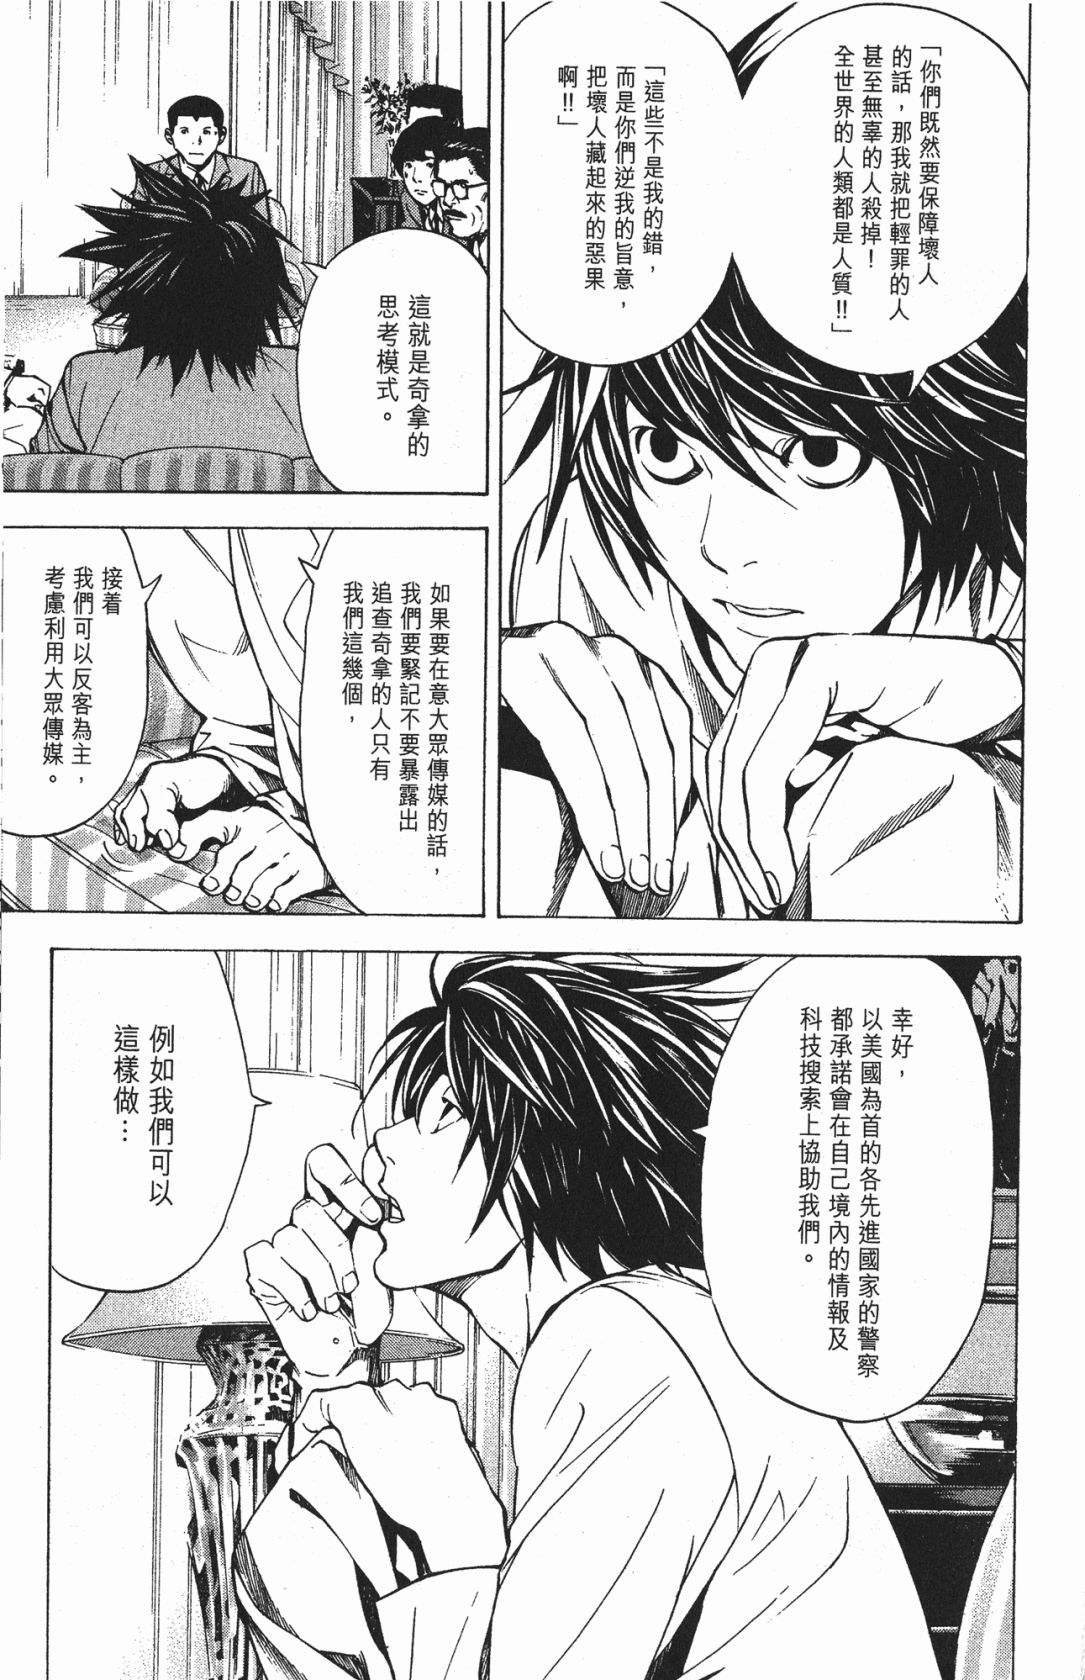 「你們既然要保障壞人
的話，那我就把輕罪的人
甚至無辜的人殺掉！
全世界的人類都是人質!!」
「這些不是我的錯，
而是你們逆我的旨意，
把壞人藏起來的惡果
啊!!」
這就是奇拿的
思考模式。
如果要在意大眾傳媒的話，
我們要緊記不要暴露出
追查奇拿的人只有
我們這幾個，
接着
我們可以反客為主，
考慮利用大眾傳媒。
幸好，
以美國為首的各先進國家的警察
都承諾會在自己境內的情報及
科技搜索上協助我們。
例如我們可以
這樣做…